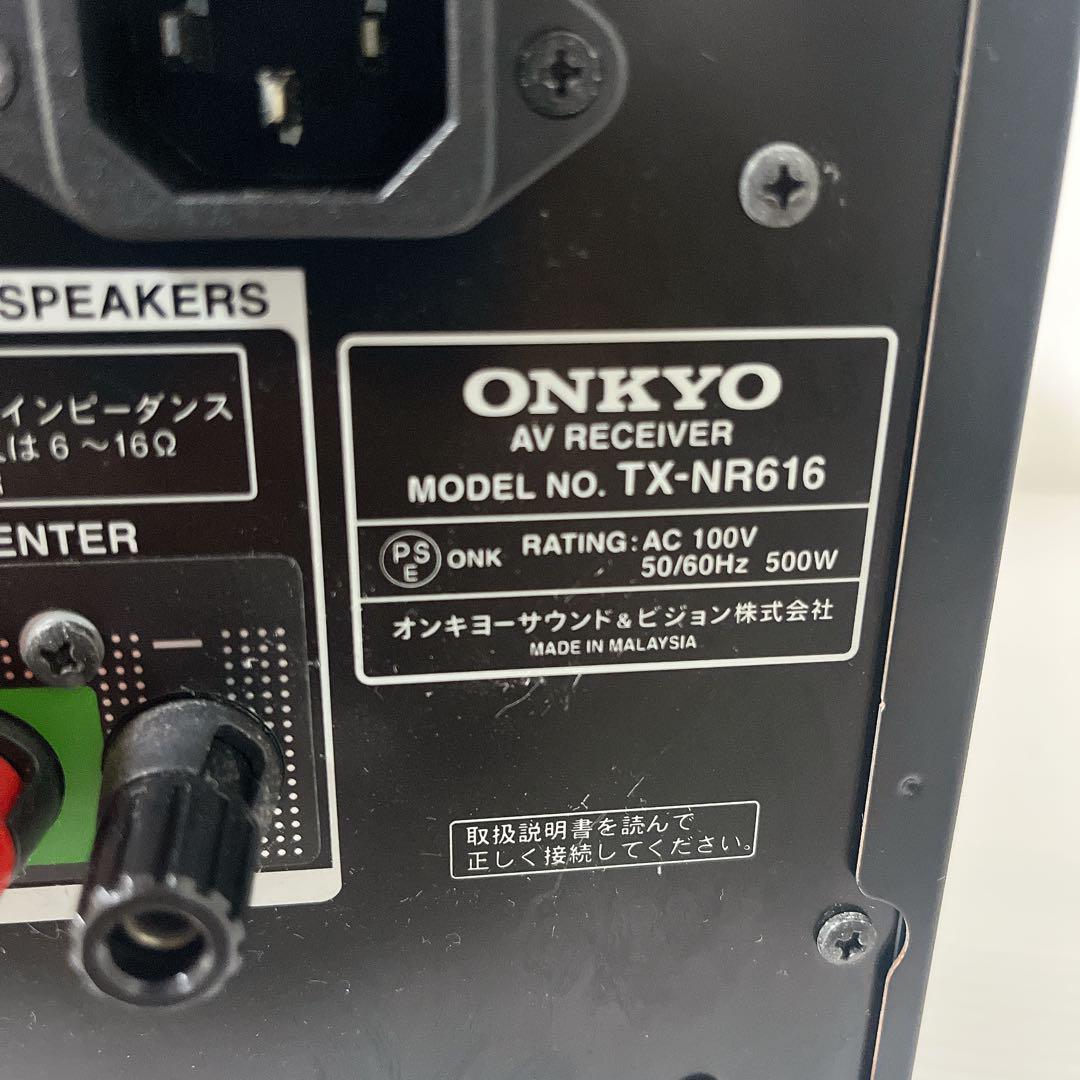 SPEAKERS
インピーダンス
は 6 ～16Ω
ENTER
ONKYO
AV RECEIVER
MODEL NO. TX-NR616
PS
E
ONK
RATING: AC 100V
50/60Hz 500W
オンキヨーサウンド&ビジョン株式会社
MADE IN MALAYSIA
取扱説明書を読んで
正しく接続してください。